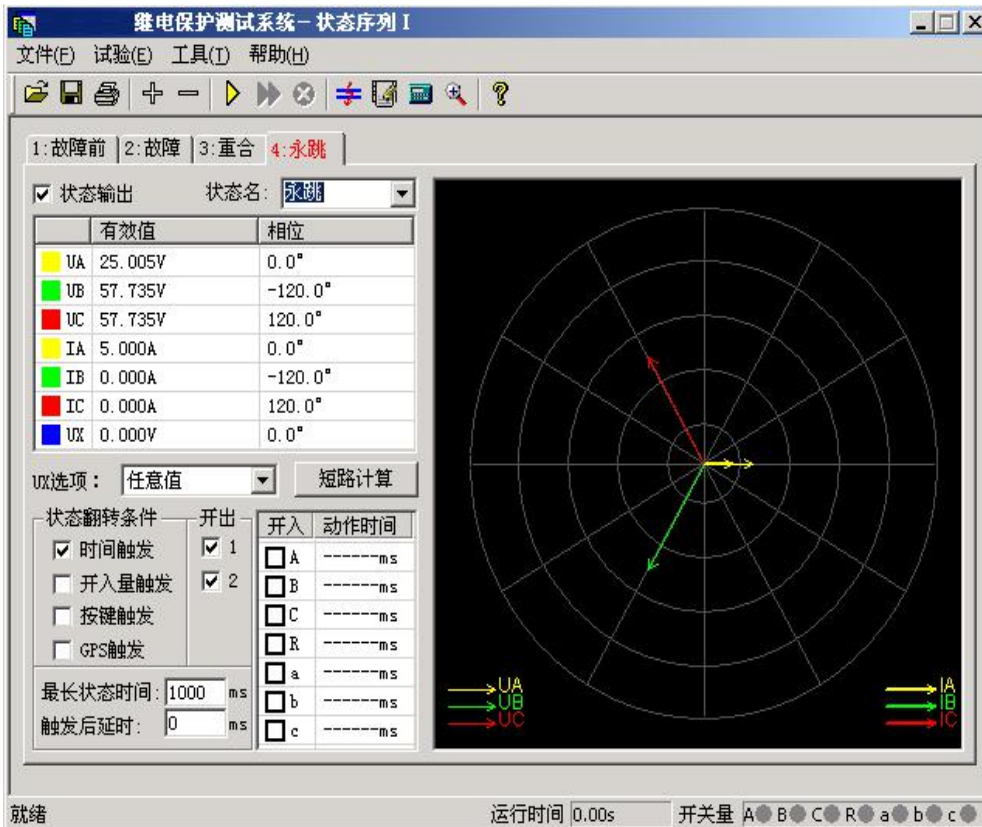 继电保护测试系统-状态序列 I
文件(F) 试验(E) 工具(T) 帮助(H)
1:故障前 2:故障 3:重合 4:永跳
状态输出 状态名: 永跳
有效值 相位
UA 25.005V 0.0°
UB 57.735V -120.0°
UC 57.735V 120.0°
IA 5.000A 0.0°
IB 0.000A -120.0°
IC 0.000A 120.0°
UX 0.000V 0.0°
UX选项: 任意值 短路计算
状态翻转条件 开出 开入 动作时间
时间触发 1 A ------ms
开入量触发 2 B ------ms
按键触发 C ------ms
GPS触发 R ------ms
a ------ms
最长状态时间: 1000 ms b ------ms
触发后延时: 0 ms c ------ms
UA IA
UB IB
UC IC
就绪 运行时间 0.00s 开关量 A B C R a b c